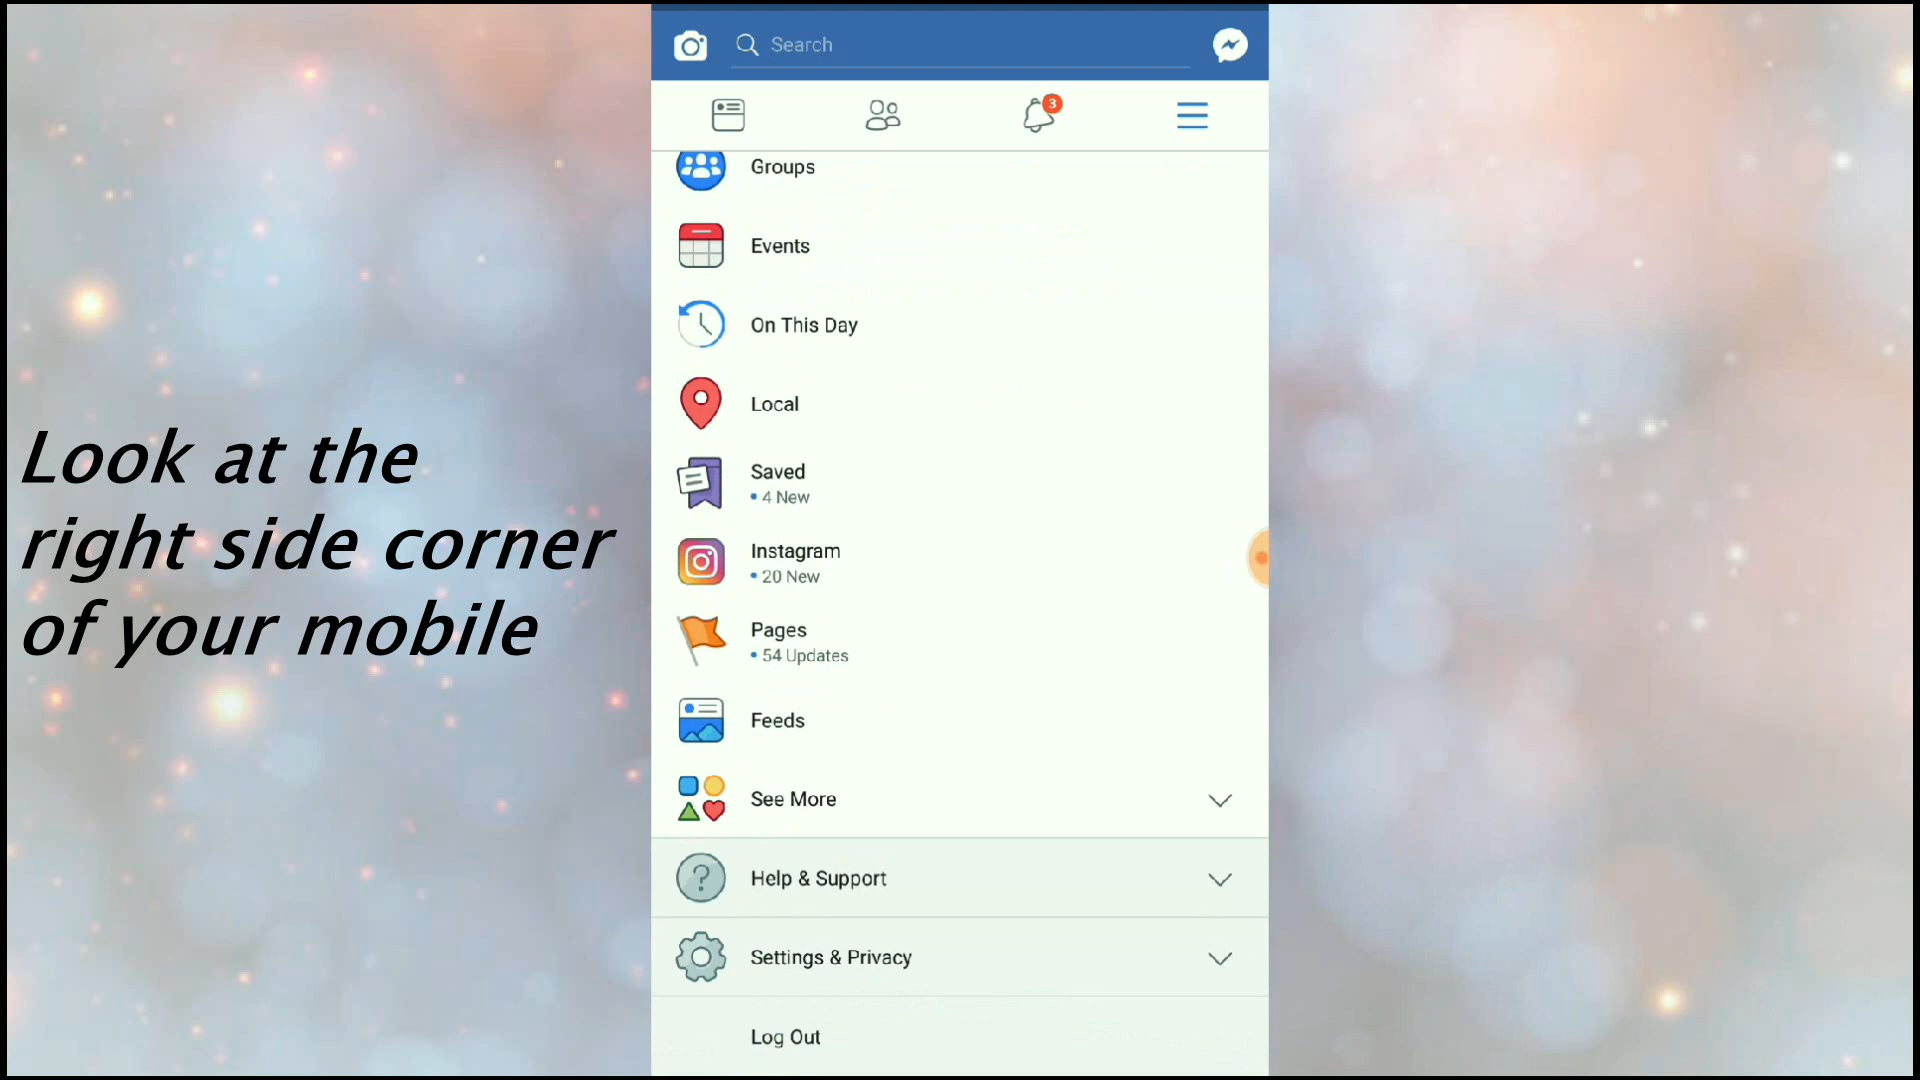 Search
3
Groups
Events
On This Day
Local
Saved
• 4 New
Instagram
• 20 New
Pages
• 54 Updates
Feeds
See More
Help & Support
Settings & Privacy
Log Out
Look at the
right side corner
of your mobile